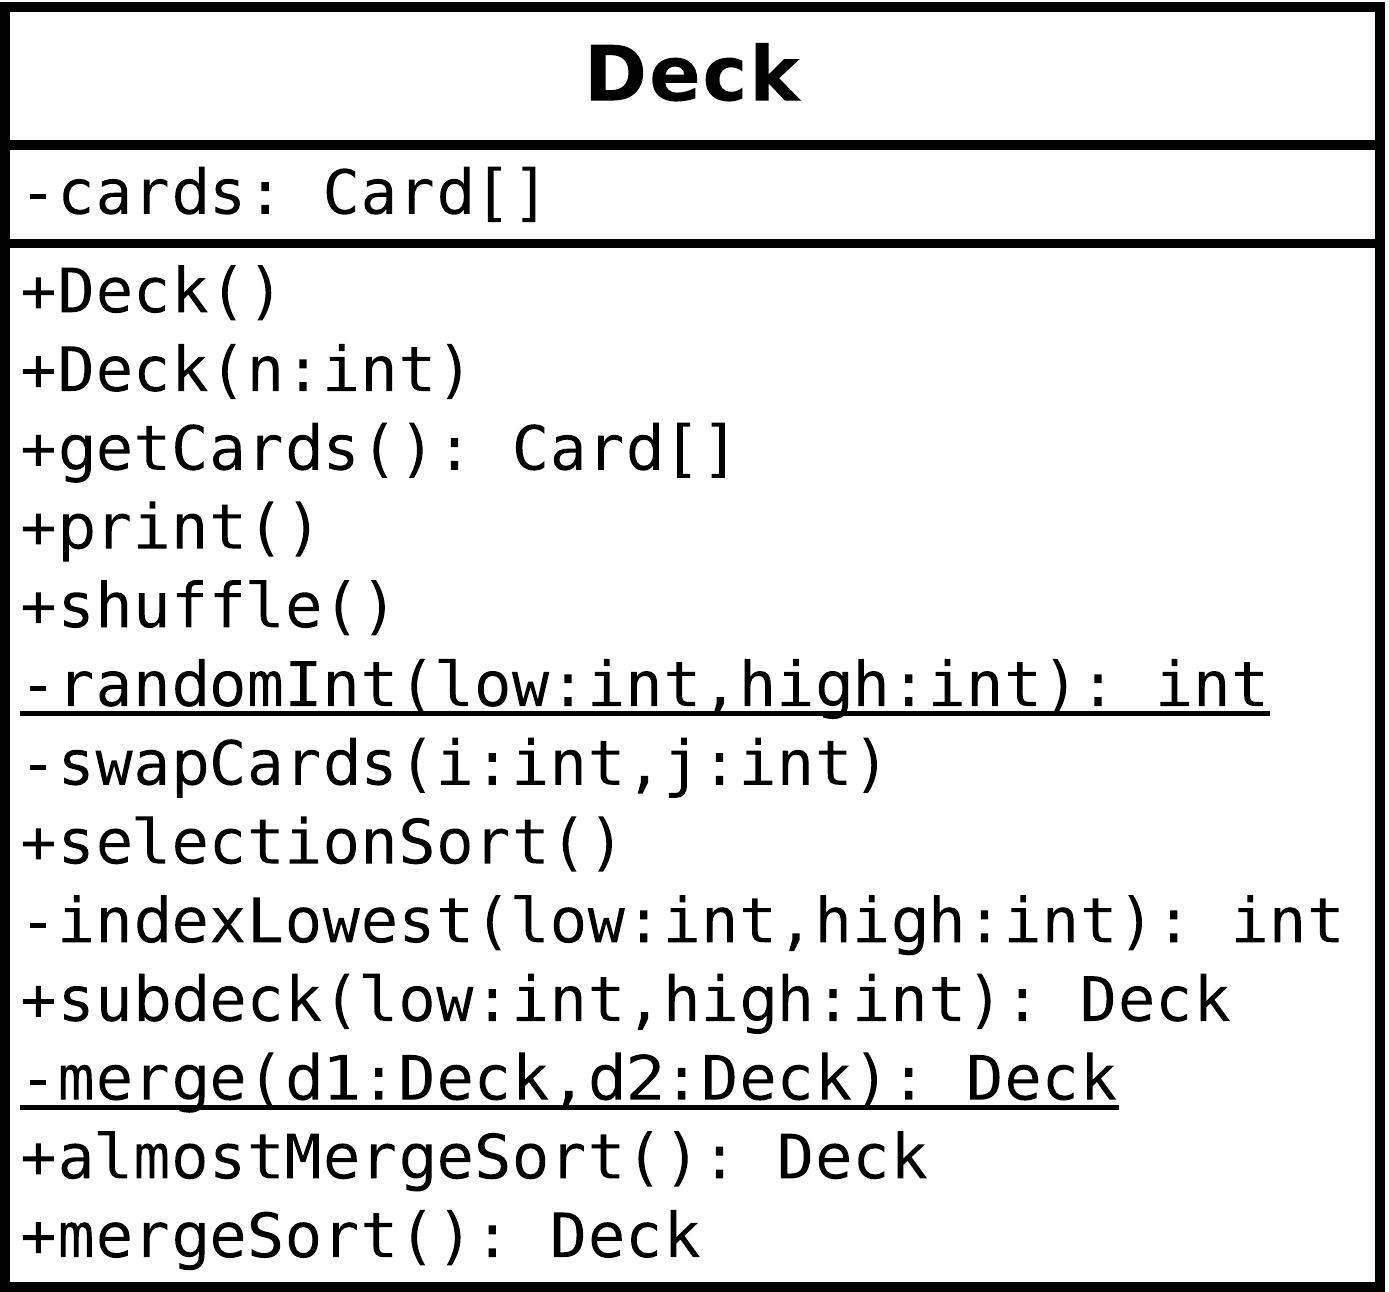 Deck
-cards: Card[]
+Deck()
+Deck(n:int)
+getCards(): Card[]
+print()
+shuffle()
-randomInt(low:int,high:int): int
-swapCards(i:int,j:int)
+selectionSort()
-indexLowest(low:int,high:int): int
+subdeck(low:int,high:int): Deck
-merge(d1:Deck,d2:Deck): Deck
+almostMergeSort(): Deck
+mergeSort(): Deck